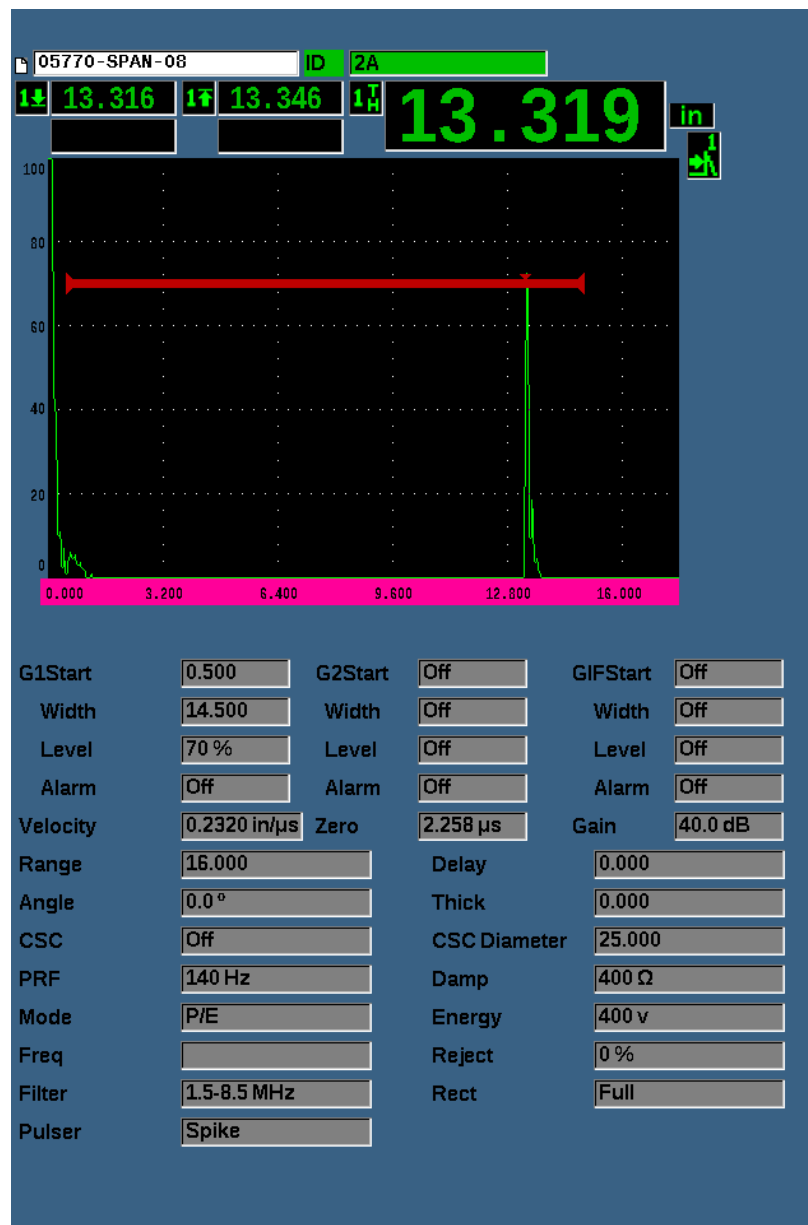 05770-SPAN-08 ID 2A
1 13.316 1 13.346 1 TH 13.319 in
1
100
80
60
40
20
0
0.000 3.200 6.400 9.600 12.800 16.000
G1Start 0.500 G2Start Off GIFStart Off
Width 14.500 Width Off Width Off
Level 70 % Level Off Level Off
Alarm Off Alarm Off Alarm Off
Velocity 0.2320 in/µs Zero 2.258 µs Gain 40.0 dB
Range 16.000 Delay 0.000
Angle 0.0 º Thick 0.000
CSC Off CSC Diameter 25.000
PRF 140 Hz Damp 400 Ω
Mode P/E Energy 400 v
Freq Reject 0 %
Filter 1.5-8.5 MHz Rect Full
Pulser Spike